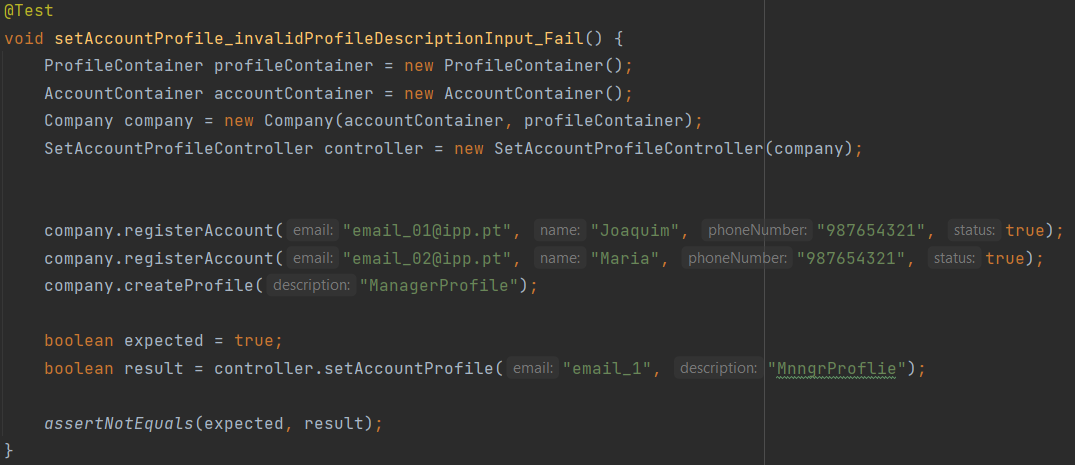 @Test
void setAccountProfile_invalidProfileDescriptionInput_Fail() {
ProfileContainer profileContainer = new ProfileContainer();
AccountContainer accountContainer = new AccountContainer();
Company company = new Company(accountContainer, profileContainer);
SetAccountProfileController controller = new SetAccountProfileController(company);
company.registerAccount( email: "email_01@ipp.pt", name: "Joaquim", phoneNumber: "987654321", status: true);
company.registerAccount( email: "email_02@ipp.pt", name: "Maria", phoneNumber: "987654321", status: true);
company.createProfile( description: "ManagerProfile");
boolean expected = true;
boolean result = controller.setAccountProfile( email: "email_1", description: "MnngrProflie");
assertNotEquals(expected, result);
}